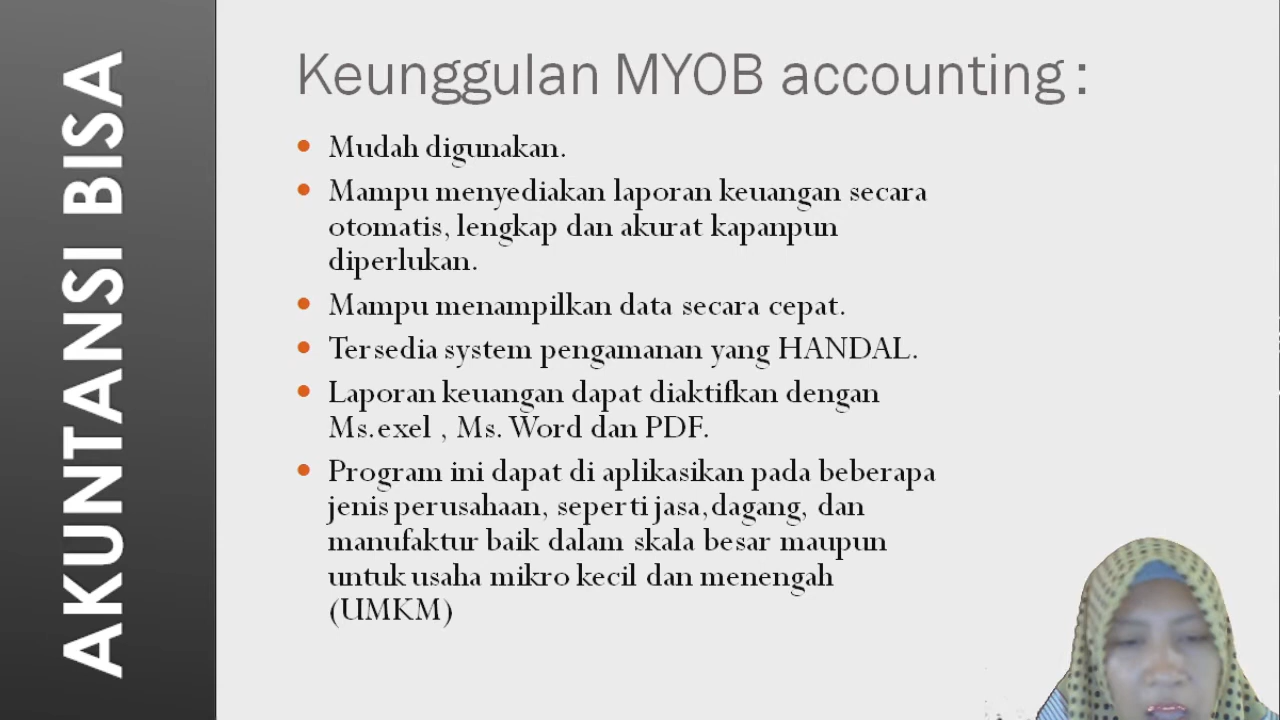 AKUNTANSI BISA
Keunggulan MYOB accounting :
• Mudah digunakan.
• Mampu menyediakan laporan keuangan secara
otomatis, lengkap dan akurat kapanpun
diperlukan.
• Mampu menampilkan data secara cepat.
• Tersedia system pengamanan yang HANDAL.
• Laporan keuangan dapat diaktifkan dengan
Ms.exel , Ms. Word dan PDF.
• Program ini dapat di aplikasikan pada beberapa
jenis perusahaan, seperti jasa,dagang, dan
manufaktur baik dalam skala besar maupun
untuk usaha mikro kecil dan menengah
(UMKM)